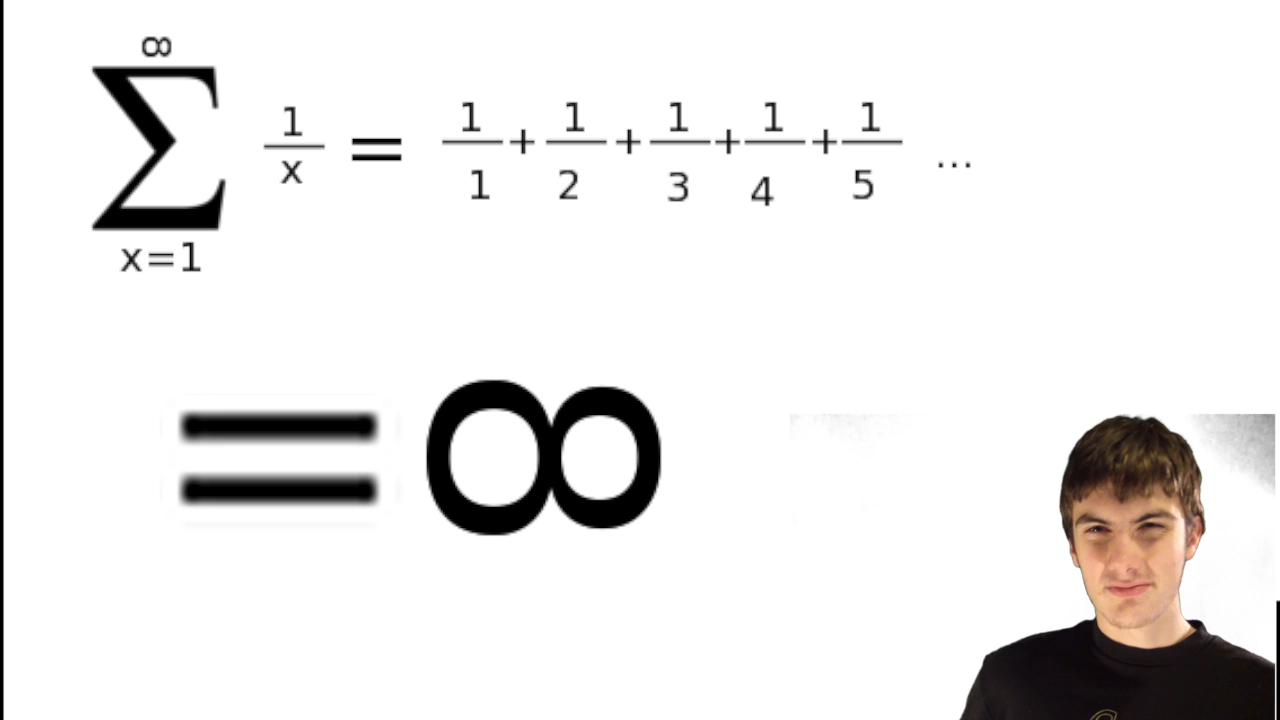 ∞
∑ 1/x = 1/1 + 1/2 + 1/3 + 1/4 + 1/5 ...
x=1
= ∞